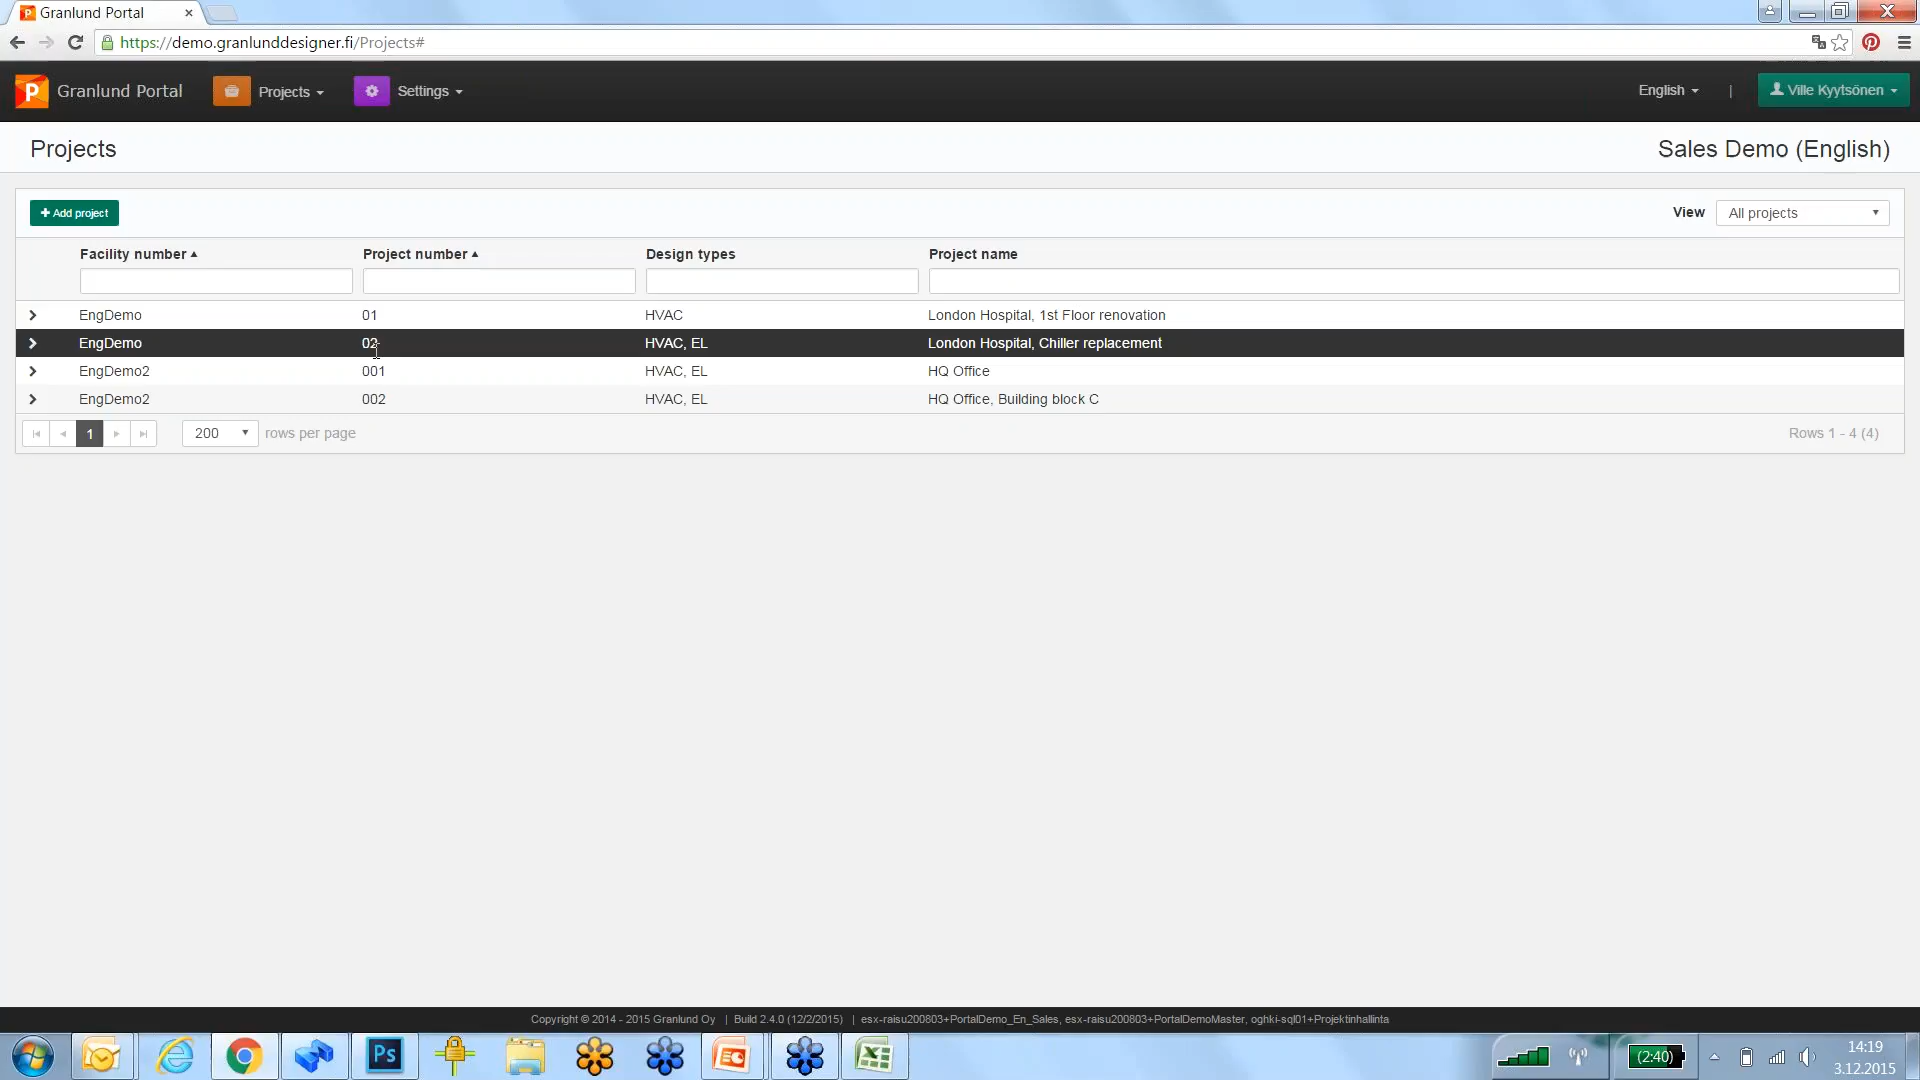 Granlund Portal
https://demo.granlunddesigner.fi/Projects#
P Granlund Portal Projects Settings English | Ville Kyytsönen
Projects Sales Demo (English)
Add project View All projects
Facility number Project number Design types Project name
EngDemo 01 HVAC London Hospital, 1st Floor renovation
EngDemo 02 HVAC, EL London Hospital, Chiller replacement
EngDemo2 001 HVAC, EL HQ Office
EngDemo2 002 HVAC, EL HQ Office, Building block C
1 200 rows per page Rows 1 - 4 (4)
Copyright © 2014 - 2015 Granlund Oy | Build 2.4.0 (12/2/2015) | esx-raisu200803+PortalDemo_En_Sales, esx-raisu200803+PortalDemoMaster, oghki-sql01+Projektinhallinta
Ps (2:40) 14:19
3.12.2015